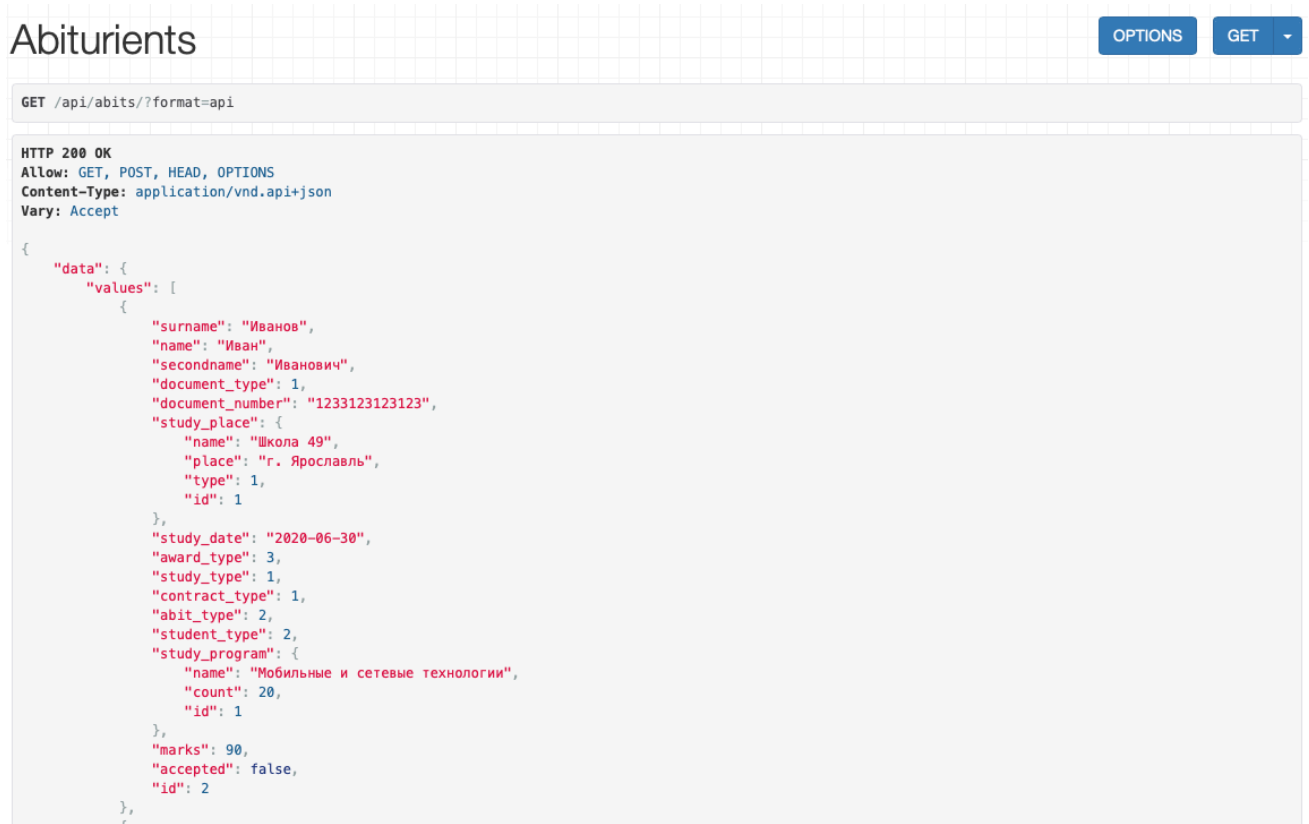 Abiturients
OPTIONS
GET
GET /api/abits/?format=api
HTTP 200 OK
Allow: GET, POST, HEAD, OPTIONS
Content-Type: application/vnd.api+json
Vary: Accept
{
"data": {
"values": [
{
"surname": "Иванов",
"name": "Иван",
"secondname": "Иванович",
"document_type": 1,
"document_number": "1233123123123",
"study_place": {
"name": "Школа 49",
"place": "г. Ярославль",
"type": 1,
"id": 1
},
"study_date": "2020-06-30",
"award_type": 3,
"study_type": 1,
"contract_type": 1,
"abit_type": 2,
"student_type": 2,
"study_program": {
"name": "Мобильные и сетевые технологии",
"count": 20,
"id": 1
},
"marks": 90,
"accepted": false,
"id": 2
},
{